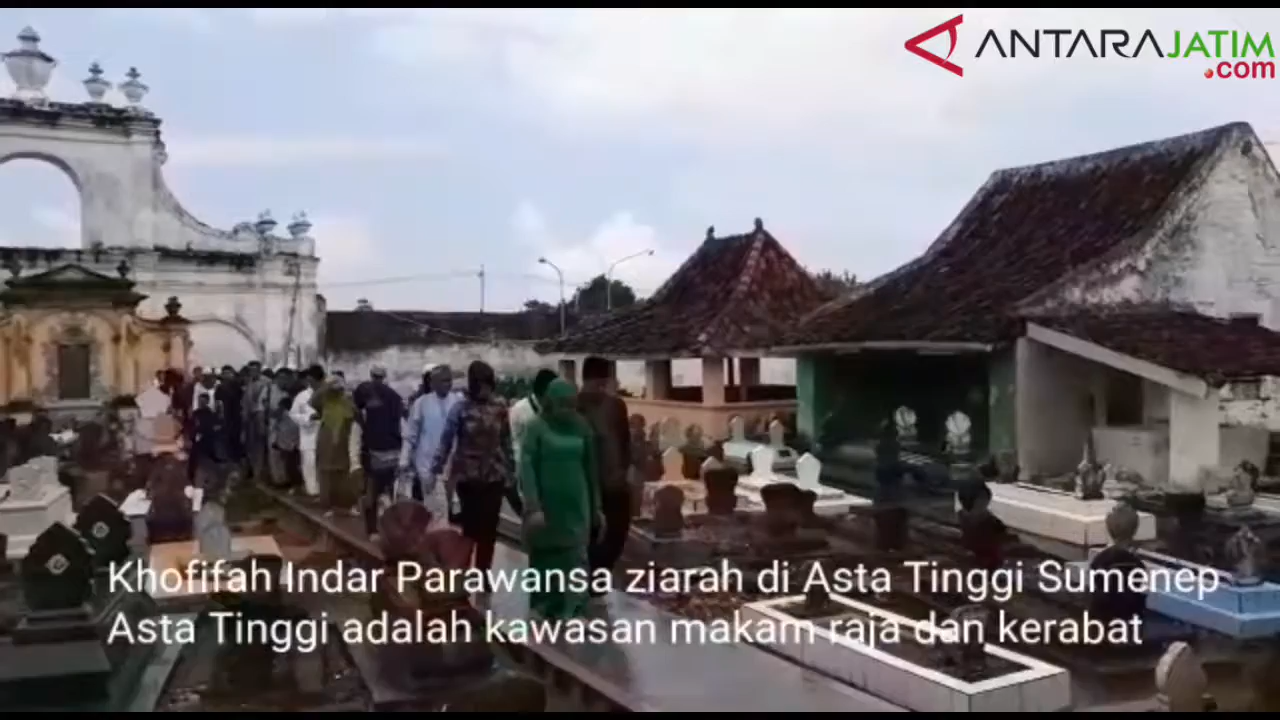 ANTARAJATIM
.com
Khofifah Indar Parawansa ziarah di Asta Tinggi Sumenep
Asta Tinggi adalah kawasan makam raja dan kerabat